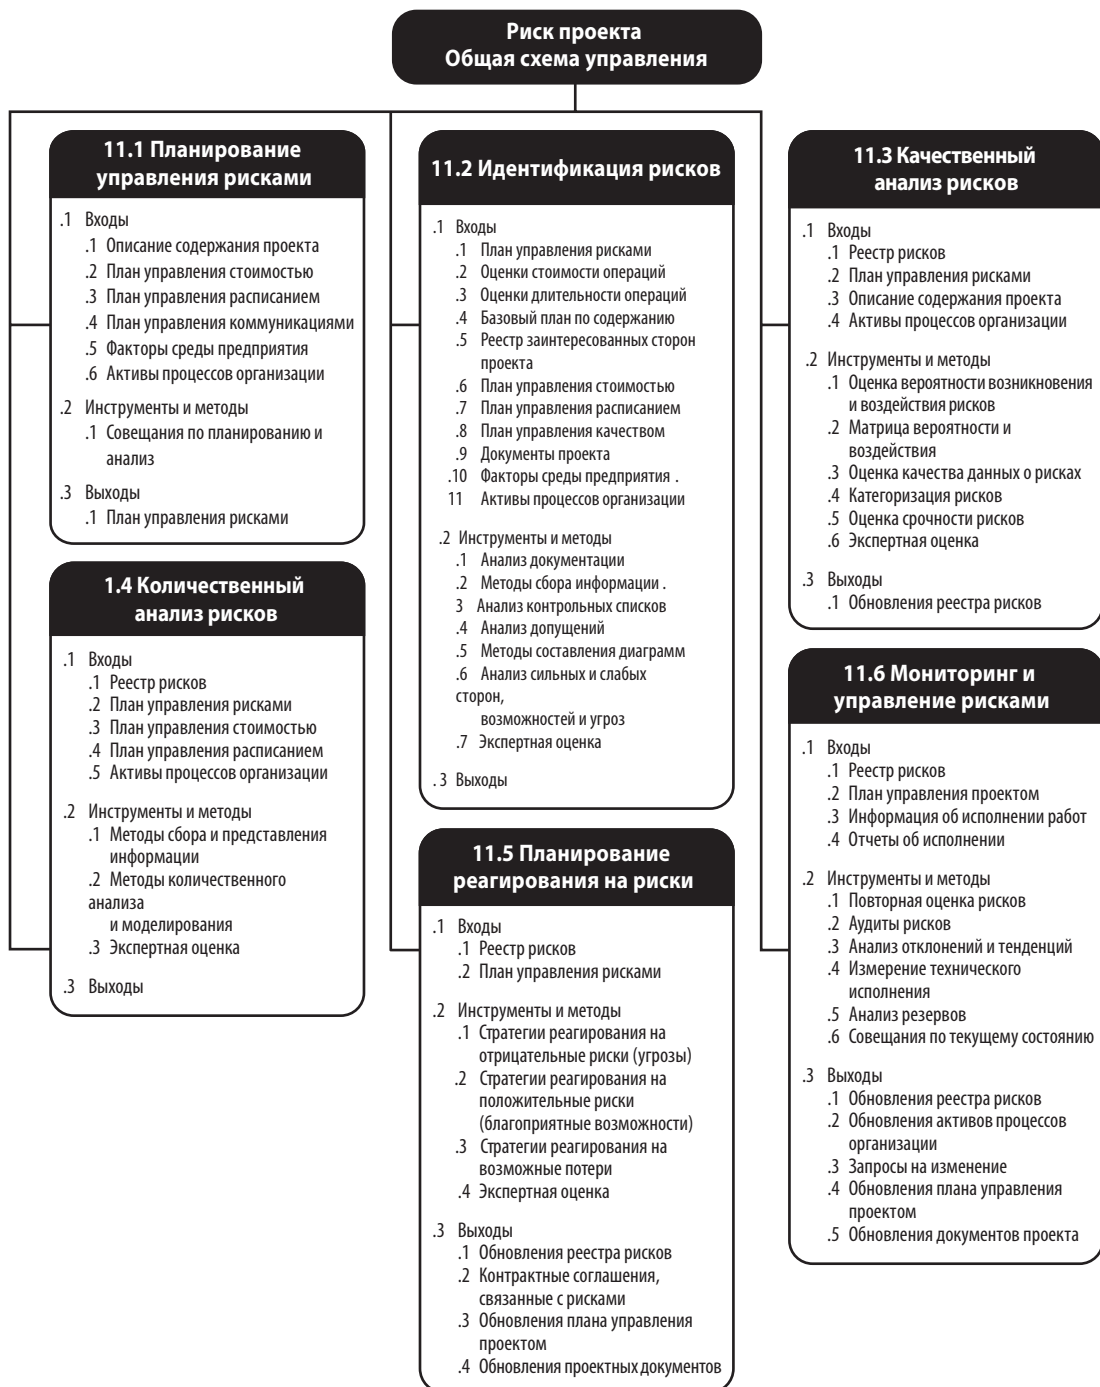 Риск проекта
Общая схема управления
11.1 Планирование
управления рисками
.1 Входы
.1 Описание содержания проекта
.2 План управления стоимостью
.3 План управления расписанием
.4 План управления коммуникациями
.5 Факторы среды предприятия
.6 Активы процессов организации
.2 Инструменты и методы
.1 Совещания по планированию и
анализ
.3 Выходы
.1 План управления рисками
11.2 Идентификация рисков
.1 Входы
.1 План управления рисками
.2 Оценки стоимости операций
.3 Оценки длительности операций
.4 Базовый план по содержанию
.5 Реестр заинтересованных сторон
проекта
.6 План управления стоимостью
.7 План управления расписанием
.8 План управления качеством
.9 Документы проекта
.10 Факторы среды предприятия .
11 Активы процессов организации
.2 Инструменты и методы
.1 Анализ документации
.2 Методы сбора информации .
3 Анализ контрольных списков
.4 Анализ допущений
.5 Методы составления диаграмм
.6 Анализ сильных и слабых
сторон,
возможностей и угроз
.7 Экспертная оценка
. 3 Выходы
11.3 Качественный
анализ рисков
.1 Входы
.1 Реестр рисков
.2 План управления рисками
.3 Описание содержания проекта
.4 Активы процессов организации
.2 Инструменты и методы
.1 Оценка вероятности возникновения
и воздействия рисков
.2 Матрица вероятности и
воздействия
.3 Оценка качества данных о рисках
.4 Категоризация рисков
.5 Оценка срочности рисков
.6 Экспертная оценка
.3 Выходы
.1 Обновления реестра рисков
1.4 Количественный
анализ рисков
.1 Входы
.1 Реестр рисков
.2 План управления рисками
.3 План управления стоимостью
.4 План управления расписанием
.5 Активы процессов организации
.2 Инструменты и методы
.1 Методы сбора и представления
информации
.2 Методы количественного
анализа
и моделирования
.3 Экспертная оценка
.3 Выходы
11.5 Планирование
реагирования на риски
.1 Входы
.1 Реестр рисков
.2 План управления рисками
.2 Инструменты и методы
.1 Стратегии реагирования на
отрицательные риски (угрозы)
.2 Стратегии реагирования на
положительные риски
(благоприятные возможности)
.3 Стратегии реагирования на
возможные потери
.4 Экспертная оценка
.3 Выходы
.1 Обновления реестра рисков
.2 Контрактные соглашения,
связанные с рисками
.3 Обновления плана управления
проектом
.4 Обновления проектных документов
11.6 Мониторинг и
управление рисками
.1 Входы
.1 Реестр рисков
.2 План управления проектом
.3 Информация об исполнении работ
.4 Отчеты об исполнении
.2 Инструменты и методы
.1 Повторная оценка рисков
.2 Аудиты рисков
.3 Анализ отклонений и тенденций
.4 Измерение технического
исполнения
.5 Анализ резервов
.6 Совещания по текущему состоянию
.3 Выходы
.1 Обновления реестра рисков
.2 Обновления активов процессов
организации
.3 Запросы на изменение
.4 Обновления плана управления
проектом
.5 Обновления документов проекта